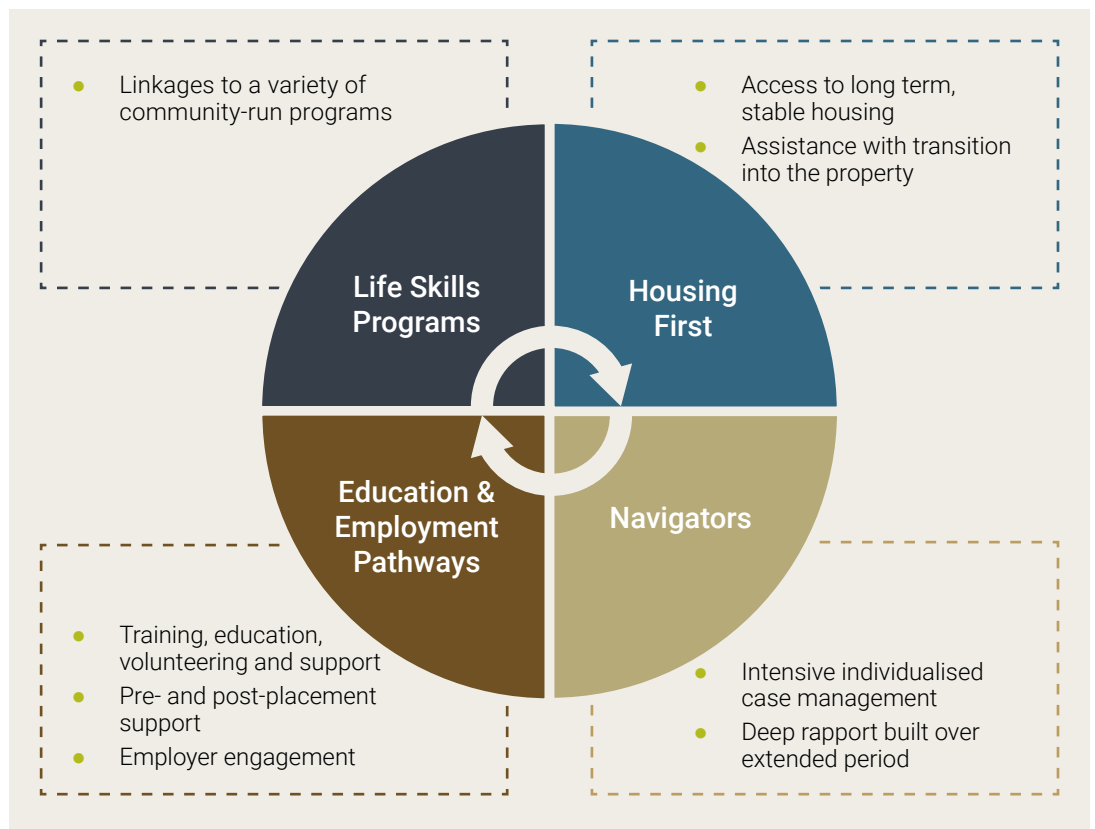 Linkages to a variety of
community-run programs
Access to long term,
stable housing
Assistance with transition
into the property
Life Skills
Programs
Housing
First
Education &
Employment
Pathways
Navigators
Training, education,
volunteering and support
Pre- and post-placement
support
Employer engagement
Intensive individualised
case management
Deep rapport built over
extended period